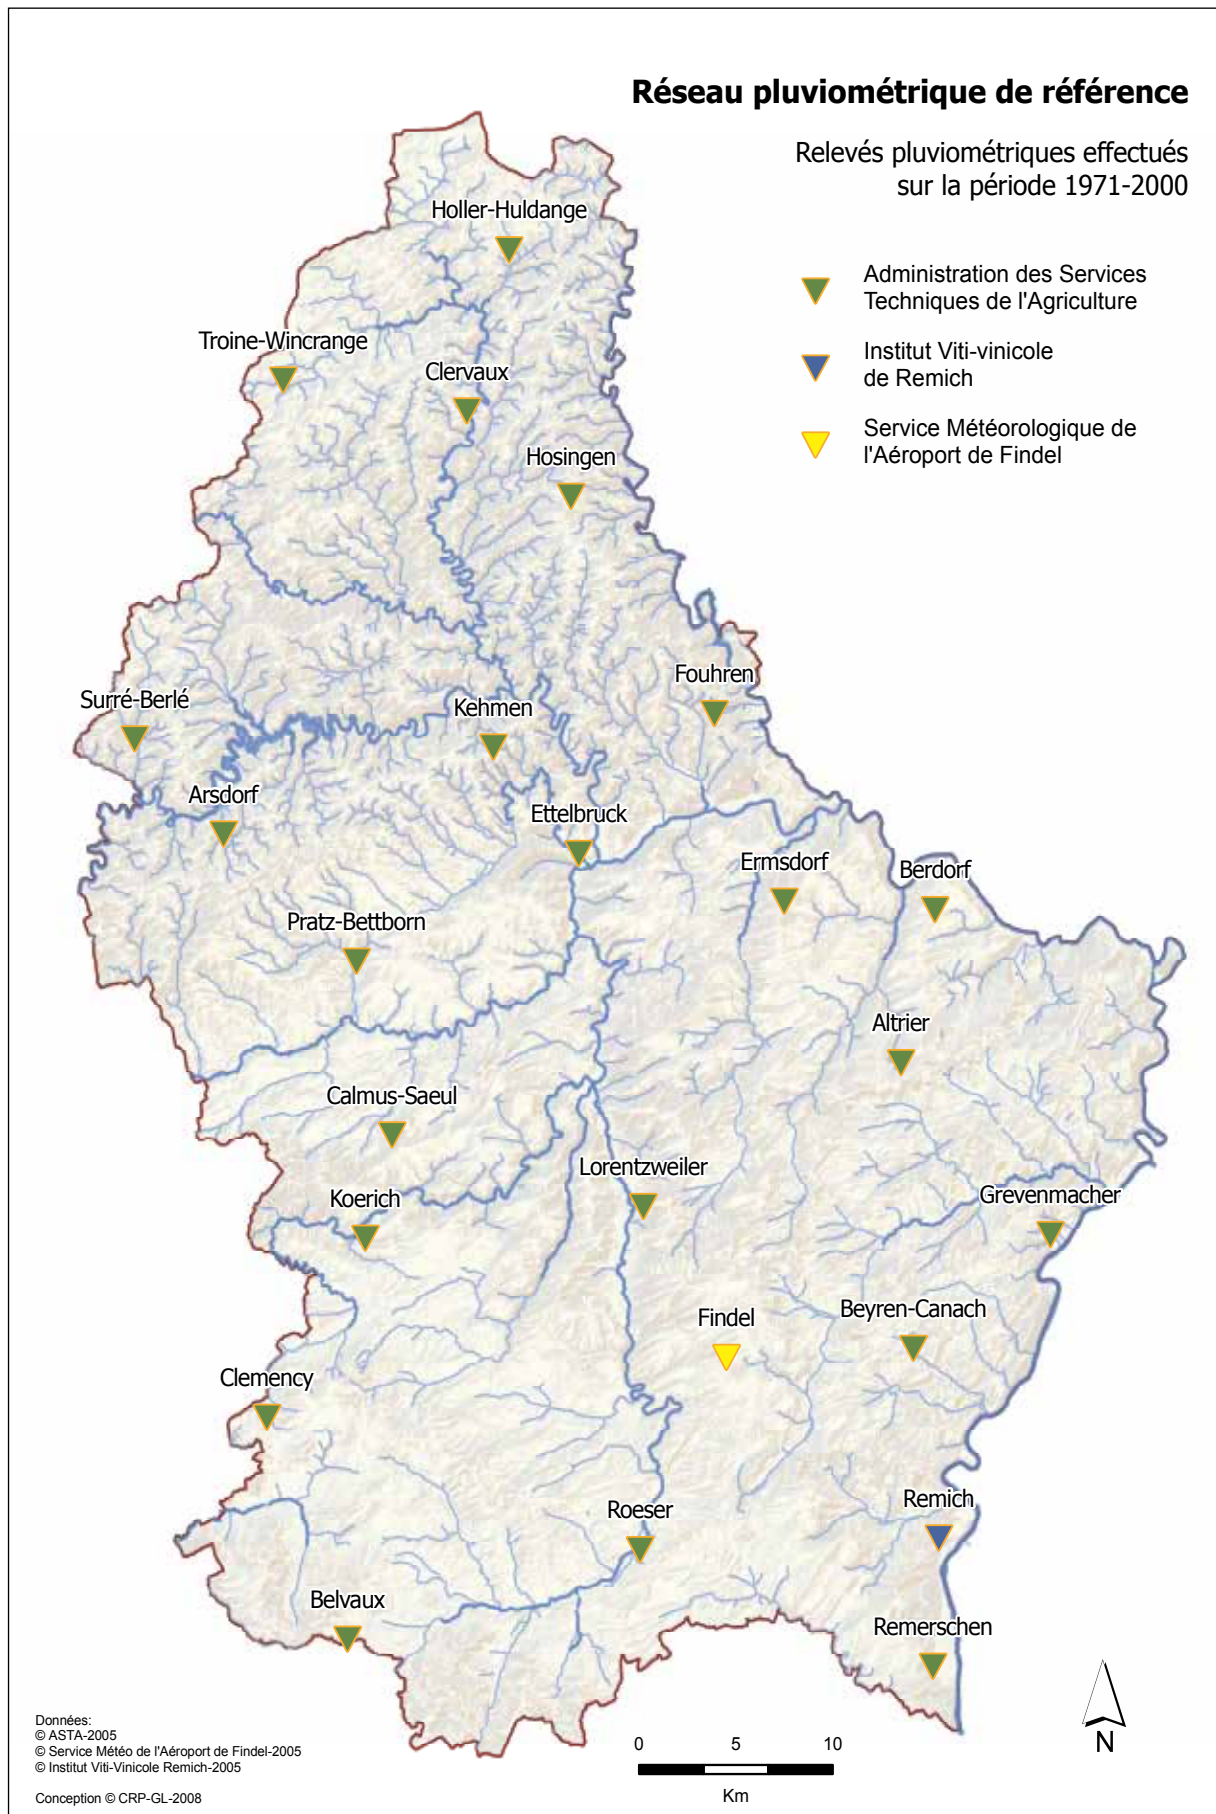 Réseau pluviométrique de référence
Relevés pluviométriques effectués
sur la période 1971-2000
Administration des Services
Techniques de l'Agriculture
Institut Viti-vinicole
de Remich
Service Météorologique de
l'Aéroport de Findel
Holler-Huldange
Troine-Wincrange
Clervaux
Hosingen
Fouhren
Surré-Berlé
Kehmen
Arsdorf
Ettelbruck
Ermsdorf
Berdorf
Pratz-Bettborn
Altrier
Calmus-Saeul
Lorentzweiler
Koerich
Grevenmacher
Findel
Beyren-Canach
Clemency
Remich
Roeser
Belvaux
Remerschen
Données:
© ASTA-2005
© Service Météo de l'Aéroport de Findel-2005
© Institut Viti-Vinicole Remich-2005
Conception © CRP-GL-2008
0 5 10
Km
N